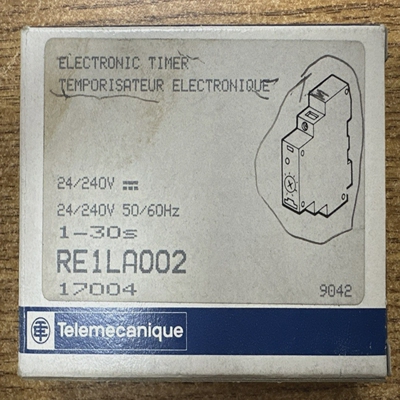 ELECTRONIC TIMER
TEMPORISATEUR ELECTRONIQUE
24/240V ⎓
24/240V 50/60Hz
1-30s
RE1LA002
17004
9042
Telemecanique